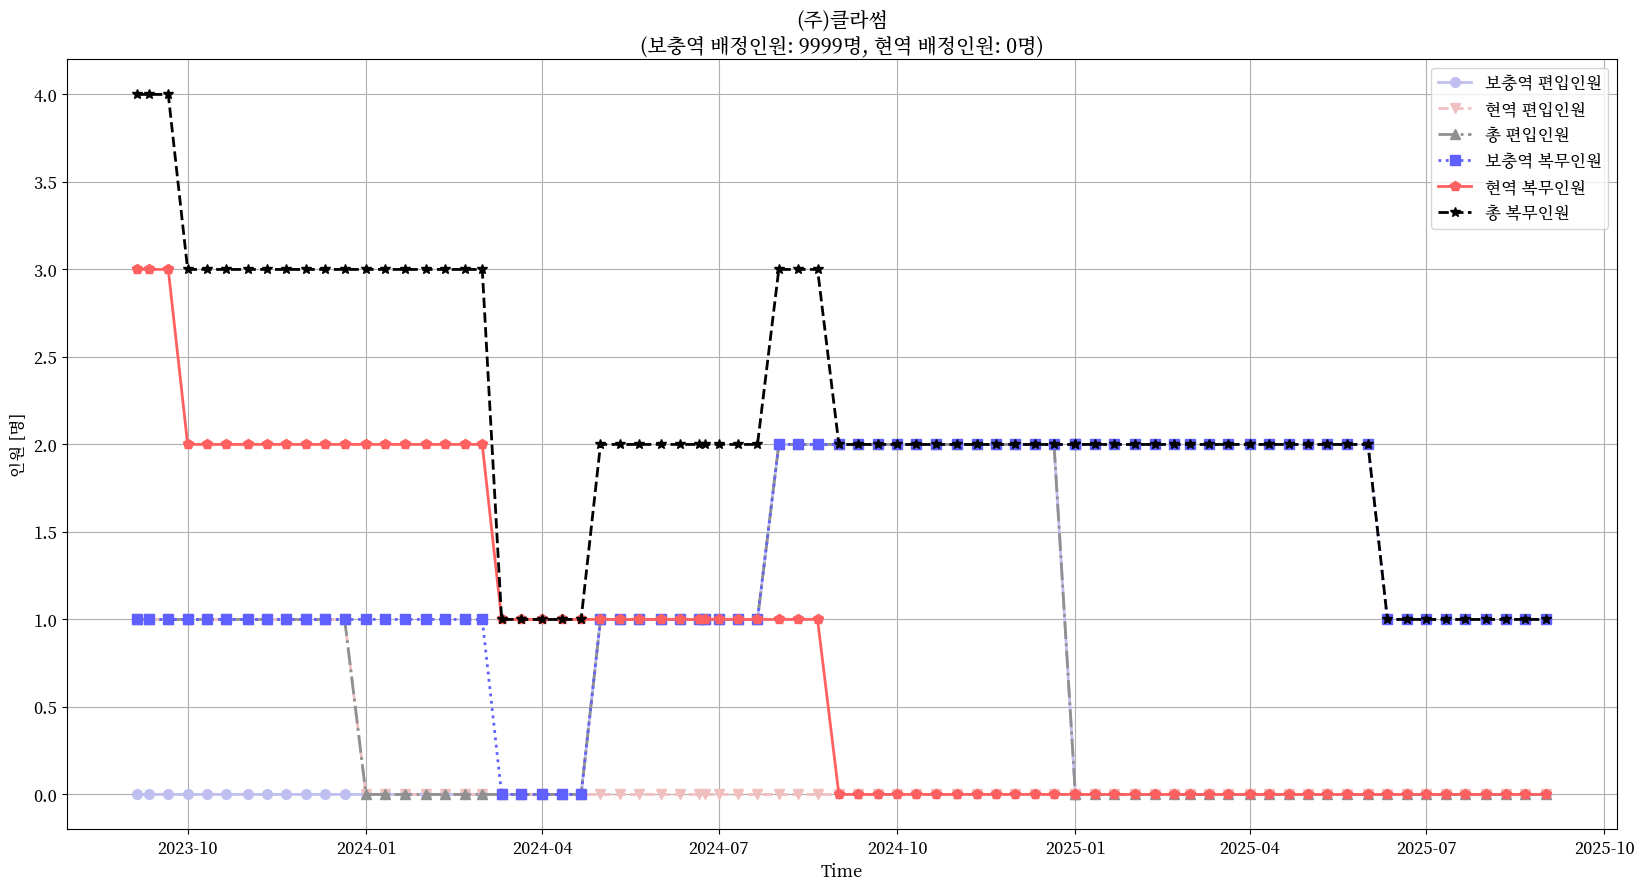 (주)클라썸
(보충역 배정인원: 9999명, 현역 배정인원: 0명)
보충역 편입인원
현역 편입인원
총 편입인원
보충역 복무인원
현역 복무인원
총 복무인원
인원 [명]
4.0
3.5
3.0
2.5
2.0
1.5
1.0
0.5
0.0
2023-10
2024-01
2024-04
2024-07
2024-10
2025-01
2025-04
2025-07
2025-10
Time